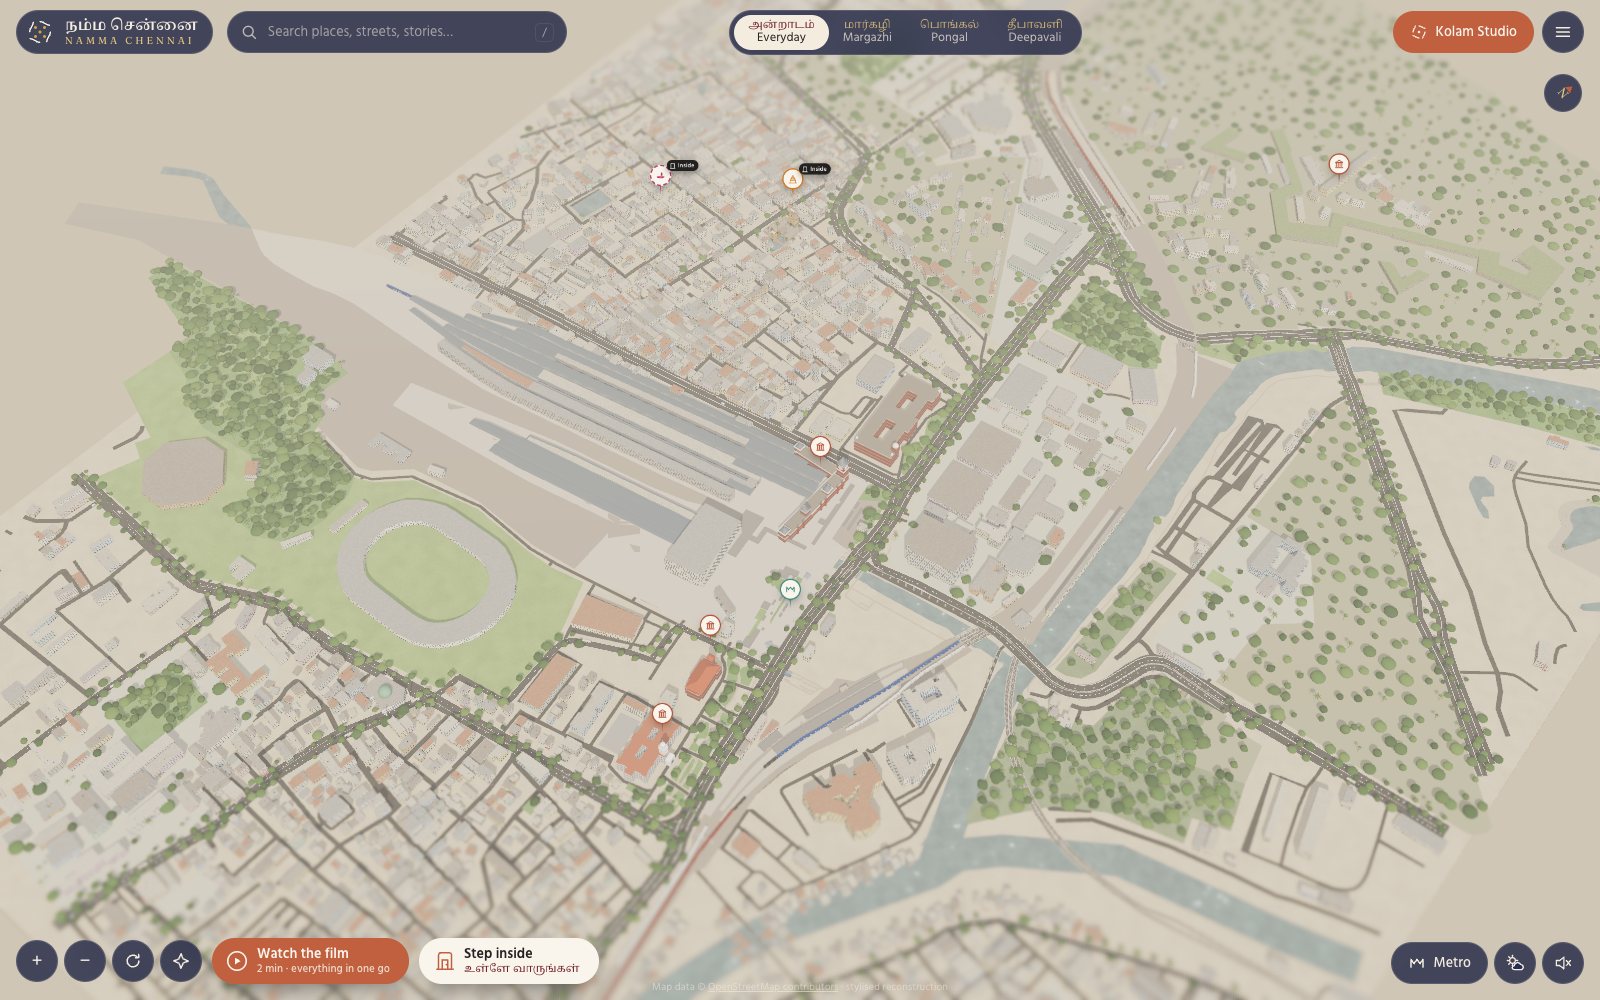 நம்ம சென்னை
NAMMA CHENNAI
Search places, streets, stories...
/
அன்றாடம்
Everyday
மார்கழி
Margazhi
பொங்கல்
Pongal
தீபாவளி
Deepavali
Kolam Studio
Inside
Inside
+
−
Watch the film
2 min · everything in one go
Step inside
உள்ளே வாருங்கள்
Metro
Map data © OpenStreetMap contributors · stylised reconstruction